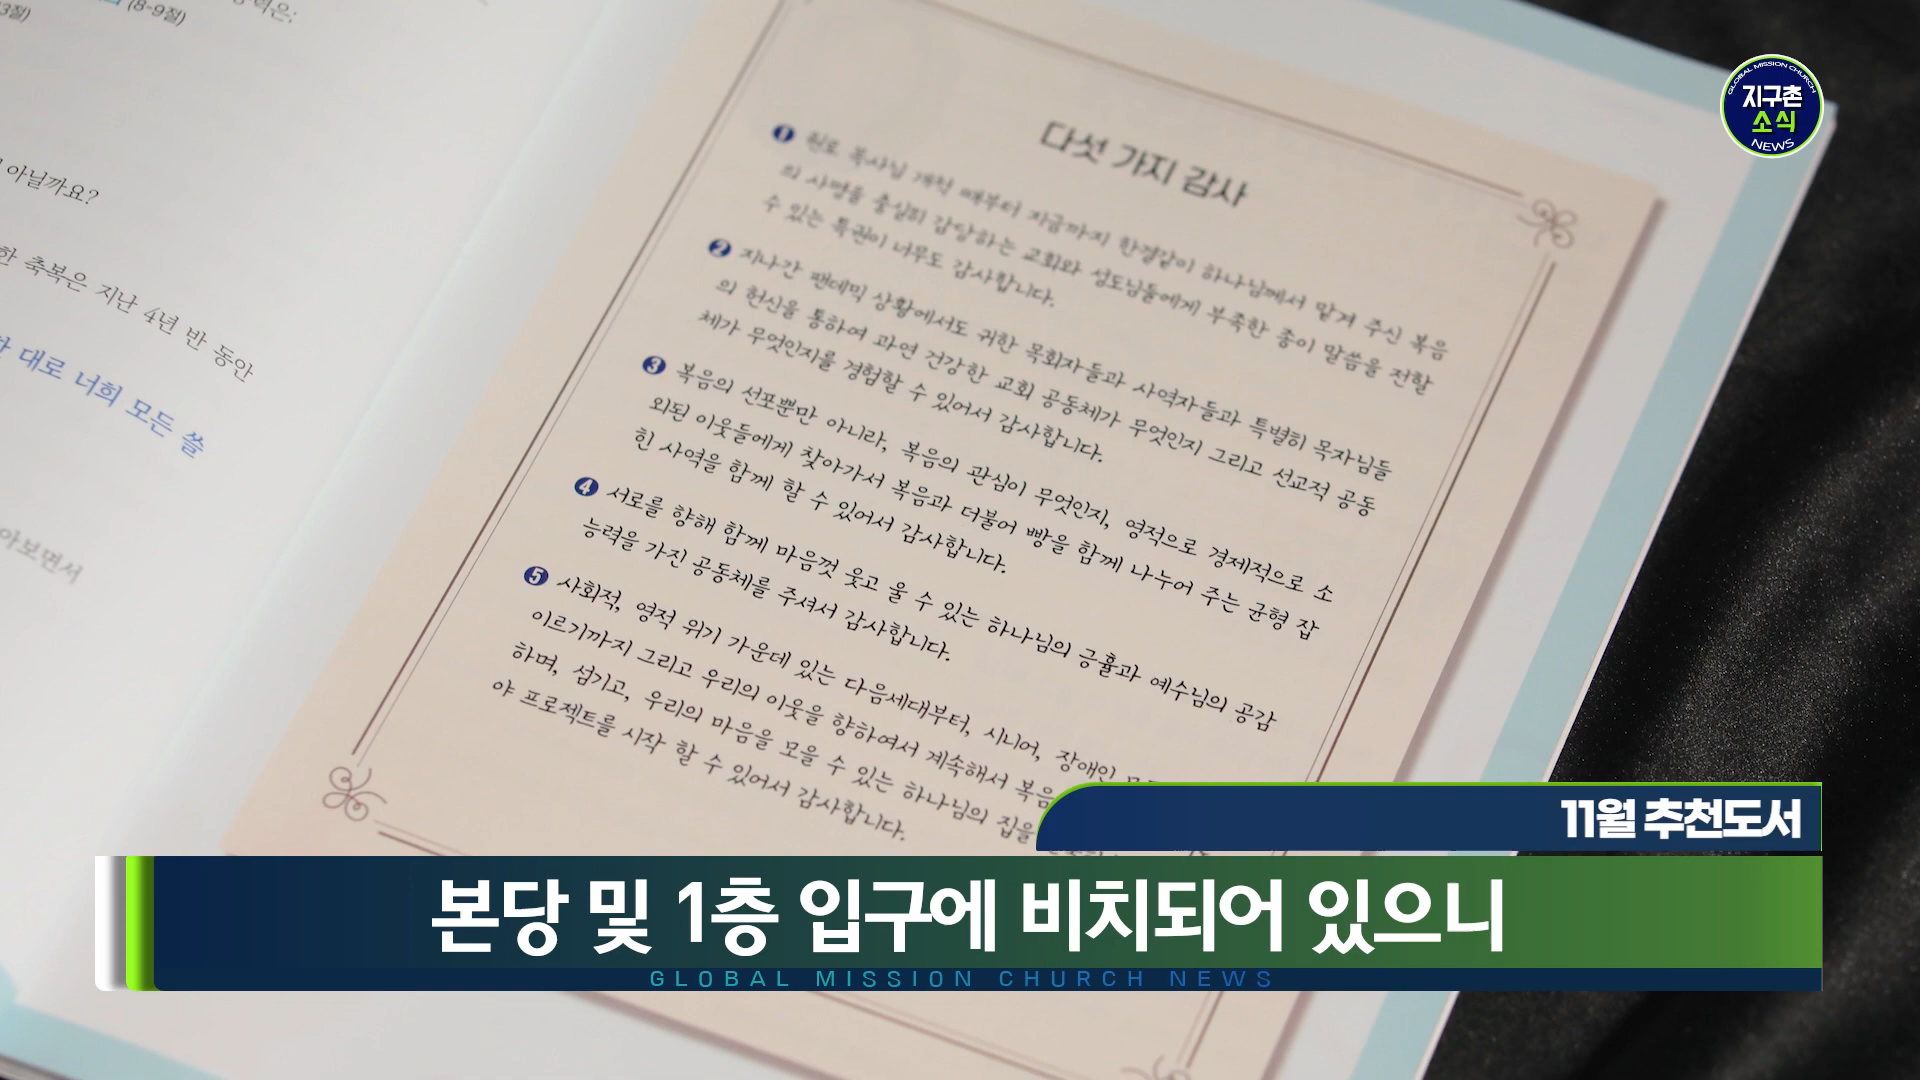 (8-9절)
3절)
아닐까요?
한 축복은 지난 4년 반 동안
대로 너희 모든 쓸
아보면서
다섯 가지 감사
1 원로 목사님 개척 때부터 지금까지 한결같이 하나님께서 맡겨 주신 복음
의 사명을 충실히 감당하는 교회와 성도님들에게 부족한 종이 말씀을 전할
수 있는 특권이 너무도 감사합니다.
2 지나간 팬데믹 상황에서도 귀한 목회자들과 사역자들과 특별히 목자님들
의 헌신을 통하여 과연 건강한 교회 공동체가 무엇인지 그리고 선교적 공동
체가 무엇인지를 경험할 수 있어서 감사합니다.
3 복음의 선포뿐만 아니라, 복음의 관심이 무엇인지, 영적으로 경제적으로 소
외된 이웃들에게 찾아가서 복음과 더불어 빵을 함께 나누어 주는 균형 잡
힌 사역을 함께 할 수 있어서 감사합니다.
4 서로를 향해 함께 마음껏 웃고 울 수 있는 하나님의 긍휼과 예수님의 공감
능력을 가진 공동체를 주셔서 감사합니다.
5 사회적, 영적 위기 가운데 있는 다음세대부터, 시니어, 장애인
이르기까지 그리고 우리의 이웃을 향하여서 계속해서 복음
하며, 섬기고, 우리의 마음을 모을 수 있는 하나님의 집을
야 프로젝트를 시작 할 수 있어서 감사합니다.
GLOBAL MISSION CHURCH
지구촌
소식
NEWS
11월 추천도서
본당 및 1층 입구에 비치되어 있으니
GLOBAL MISSION CHURCH NEWS